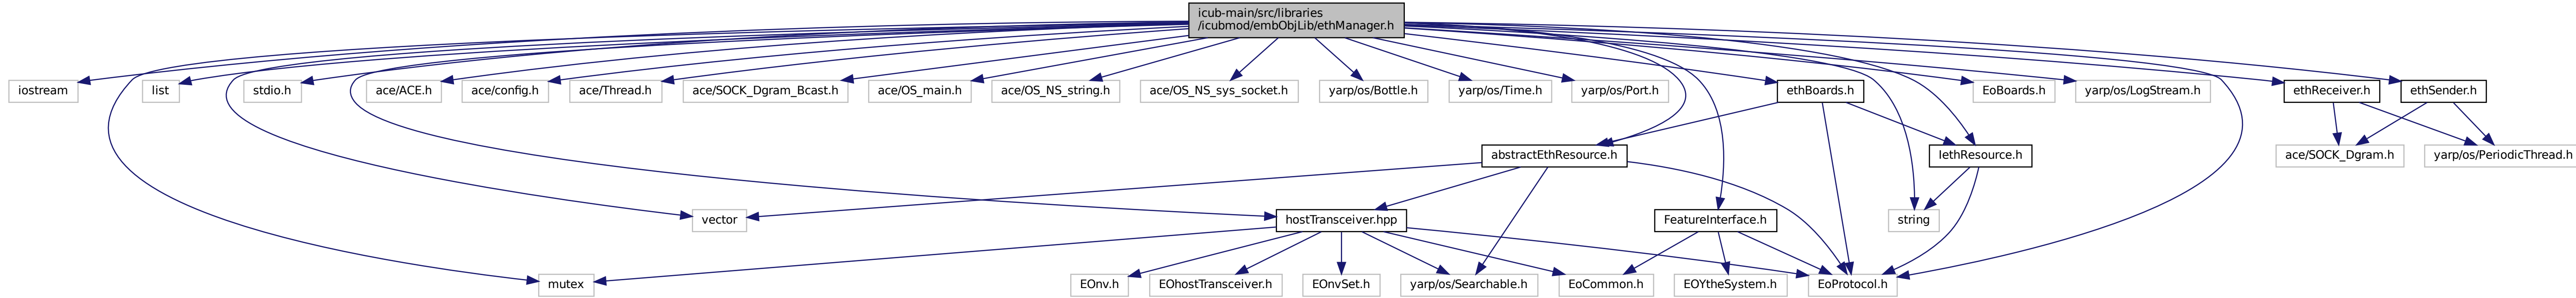 icub-main/src/libraries
/icubmod/embObjLib/ethManager.h
iostream
list
stdio.h
ace/ACE.h
ace/config.h
ace/Thread.h
ace/SOCK_Dgram_Bcast.h
ace/OS_main.h
ace/OS_NS_string.h
ace/OS_NS_sys_socket.h
yarp/os/Bottle.h
yarp/os/Time.h
yarp/os/Port.h
ethBoards.h
EoBoards.h
yarp/os/LogStream.h
ethReceiver.h
ethSender.h
abstractEthResource.h
IethResource.h
ace/SOCK_Dgram.h
yarp/os/PeriodicThread.h
vector
hostTransceiver.hpp
FeatureInterface.h
string
mutex
EOnv.h
EOhostTransceiver.h
EOnvSet.h
yarp/os/Searchable.h
EoCommon.h
EOYtheSystem.h
EoProtocol.h